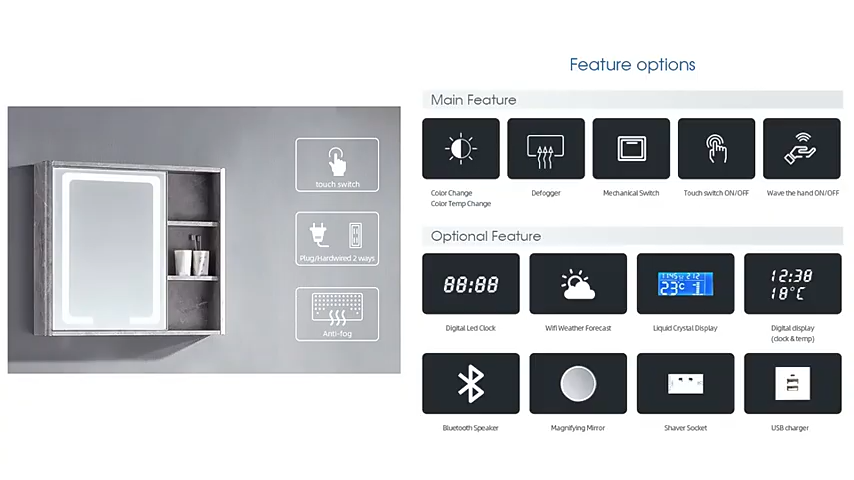 touch switch
Plug/Hardwired 2 ways
Anti-fog
Feature options
Main Feature
Color Change
Color Temp Change
Defogger
Mechanical Switch
Touch switch ON/OFF
Wave the hand ON/OFF
Optional Feature
88:88
23°C
12:38
18°C
Digital Led Clock
Wifi Weather Forecast
Liquid Crystal Display
Digital display
(clock & temp)
Bluetooth Speaker
Magnifying Mirror
Shaver Socket
USB charger